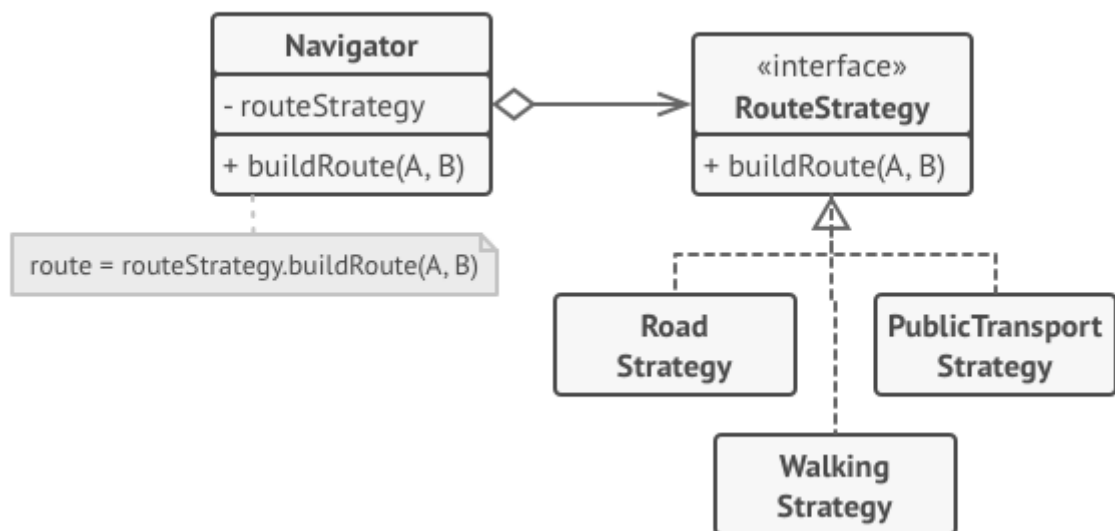 Navigator
- routeStrategy
+ buildRoute(A, B)
route = routeStrategy.buildRoute(A, B)
«interface»
RouteStrategy
+ buildRoute(A, B)
Road
Strategy
PublicTransport
Strategy
Walking
Strategy